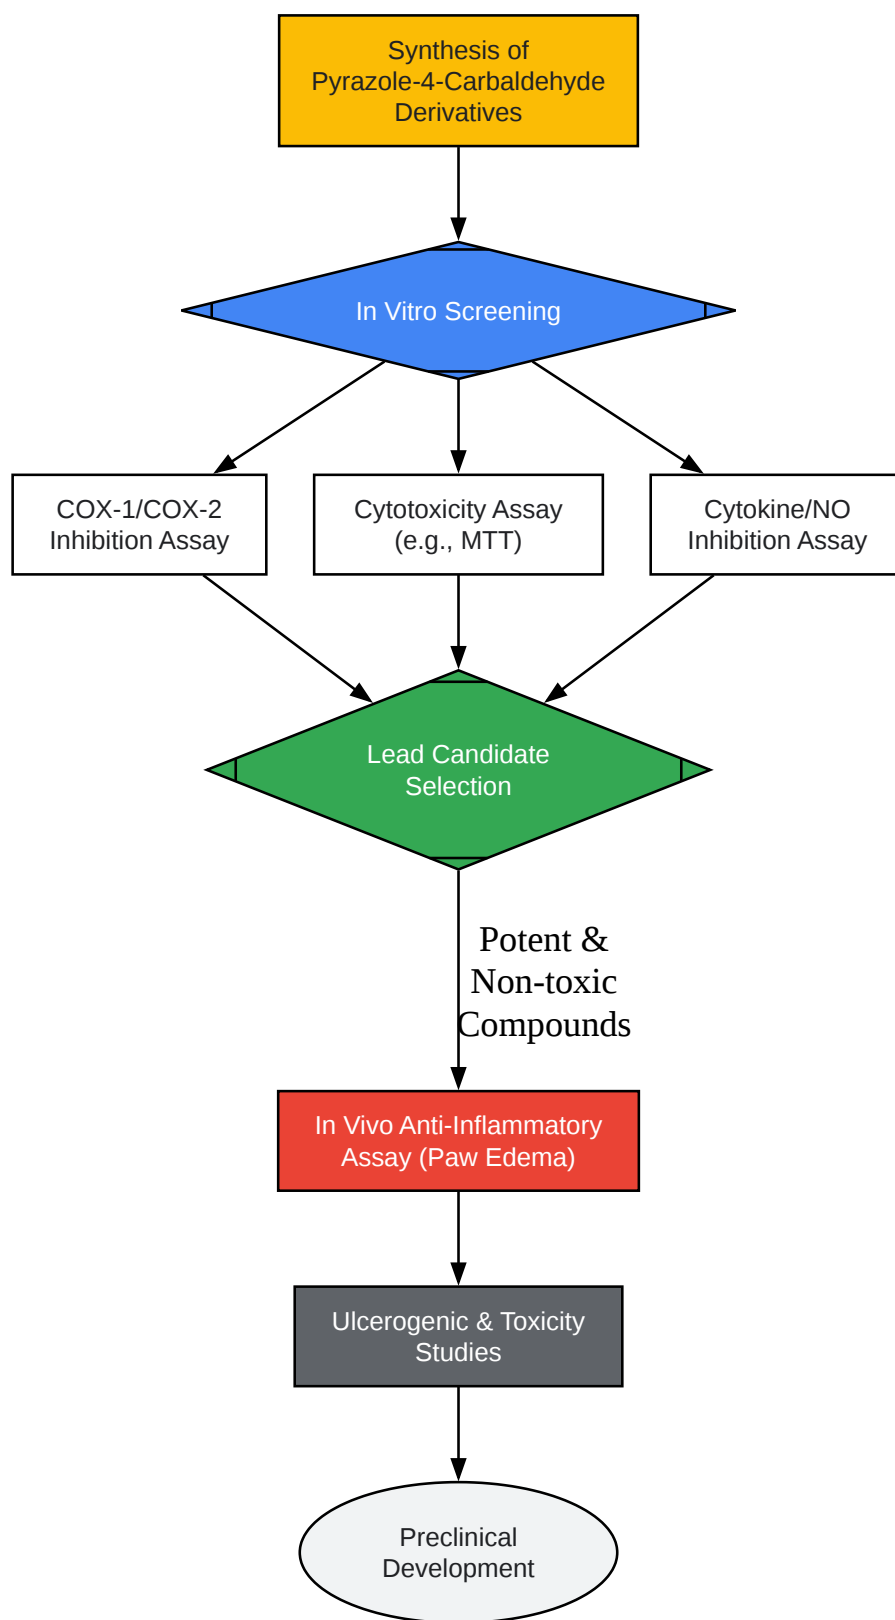 Synthesis of
Pyrazole-4-Carbaldehyde
Derivatives
In Vitro Screening
COX-1/COX-2
Inhibition Assay
Cytotoxicity Assay
(e.g., MTT)
Cytokine/NO
Inhibition Assay
Lead Candidate
Selection
Potent &
Non-toxic
Compounds
In Vivo Anti-Inflammatory
Assay (Paw Edema)
Ulcerogenic & Toxicity
Studies
Preclinical
Development